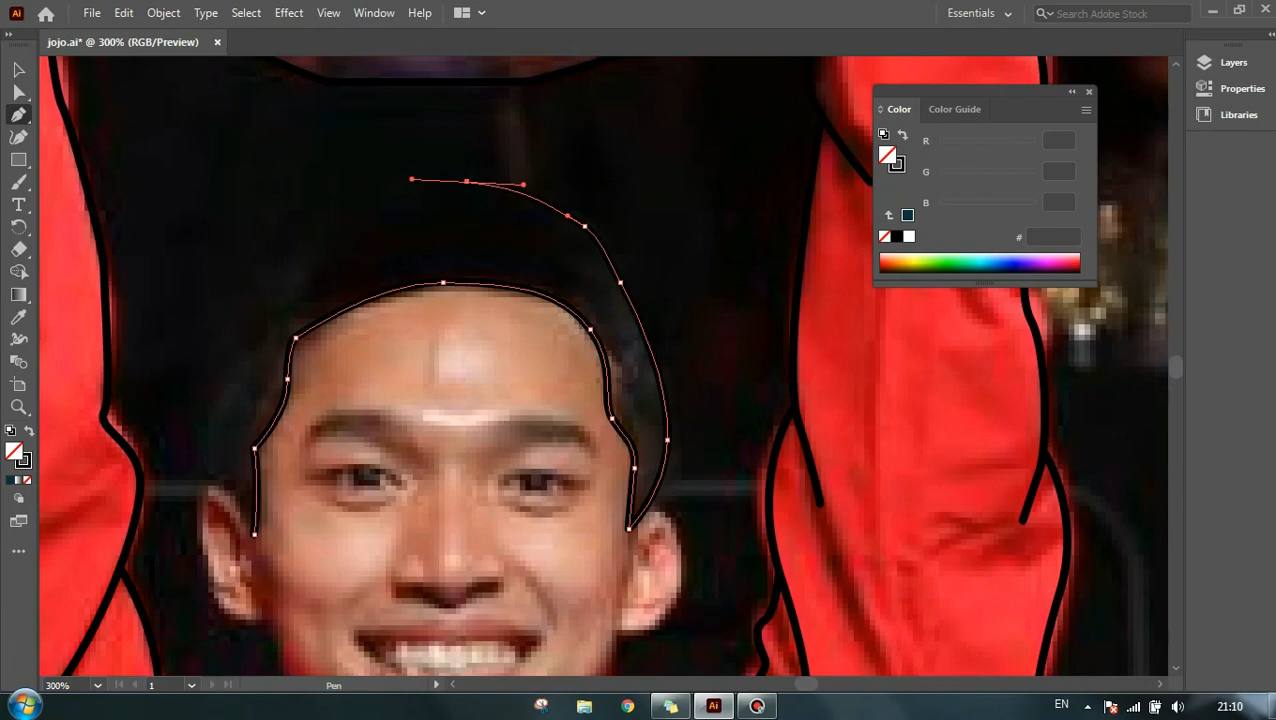 Ai File Edit Object Type Select Effect View Window Help Essentials Search Adobe Stock
jojo.ai* @ 300% (RGB/Preview)
Color Color Guide
R
G
B
#
Layers
Properties
Libraries
T
300% 1 Pen
Ai EN 21:10